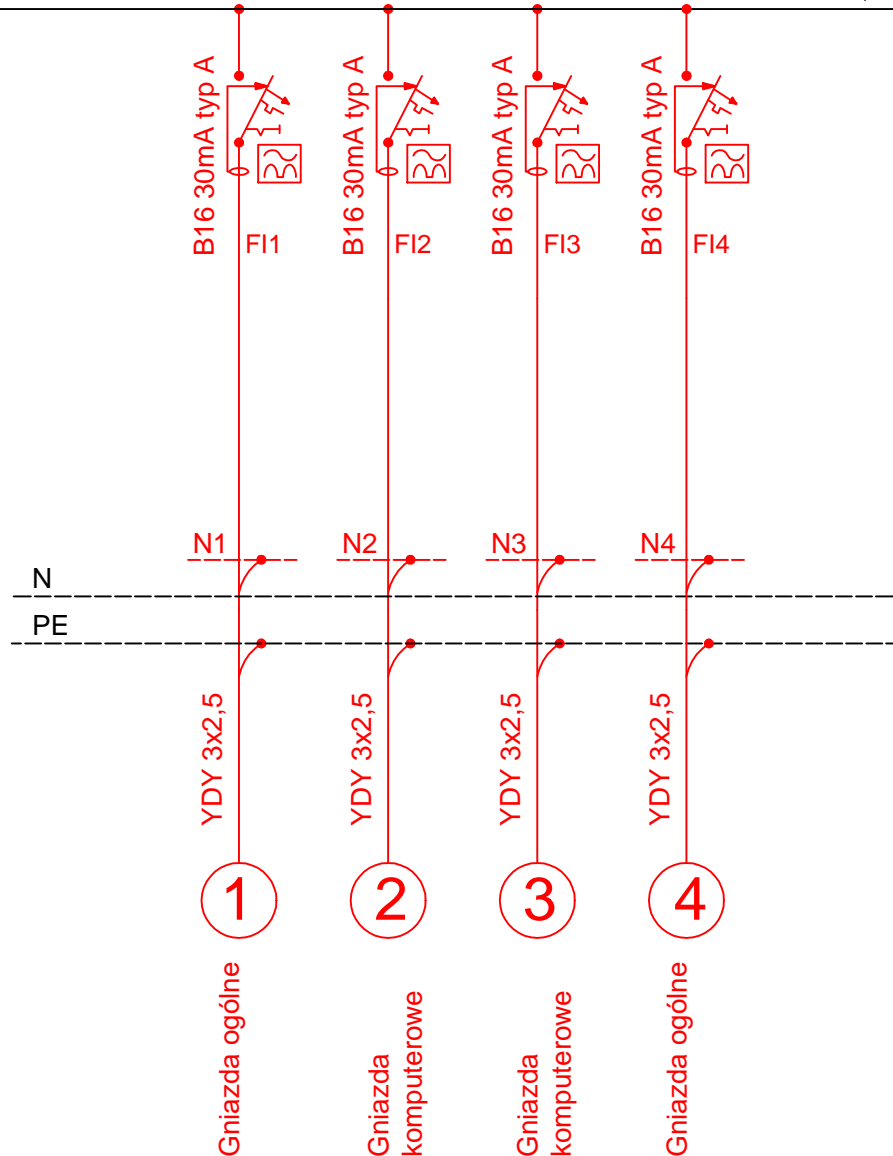 B16 30mA typ A
B16 30mA typ A
B16 30mA typ A
B16 30mA typ A
FI1
FI2
FI3
FI4
N1
N2
N3
N4
N
PE
YDY 3x2,5
YDY 3x2,5
YDY 3x2,5
YDY 3x2,5
1
2
3
4
Gniazda ogólne
Gniazda
komputerowe
Gniazda
komputerowe
Gniazda ogólne